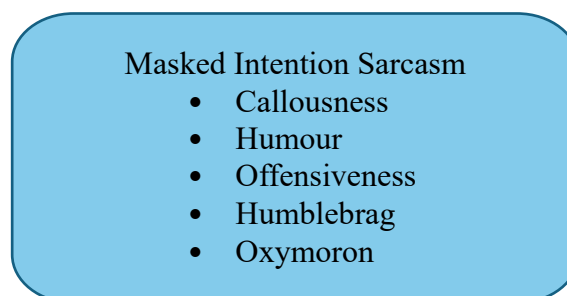 Masked Intention Sarcasm
• Callousness
• Humour
• Offensiveness
• Humblebrag
• Oxymoron